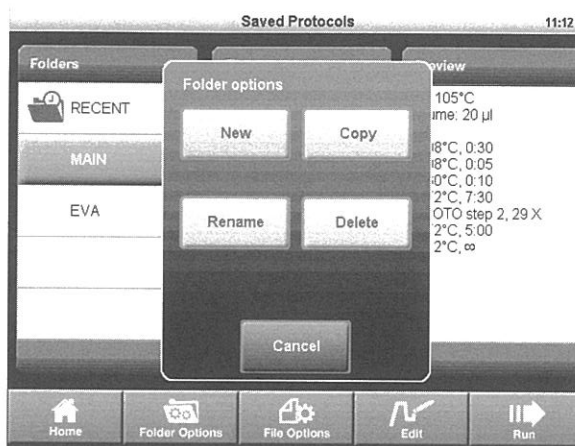 Saved Protocols
11:12
Folders
RECENT
MAIN
EVA
Folder options
New
Copy
Rename
Delete
Cancel
105°C
20 µl
8°C, 0:30
8°C, 0:05
0°C, 0:10
2°C, 7:30
OTO step 2, 29 X
2°C, 5:00
2°C, ∞
Home
Folder Options
File Options
Edit
Run